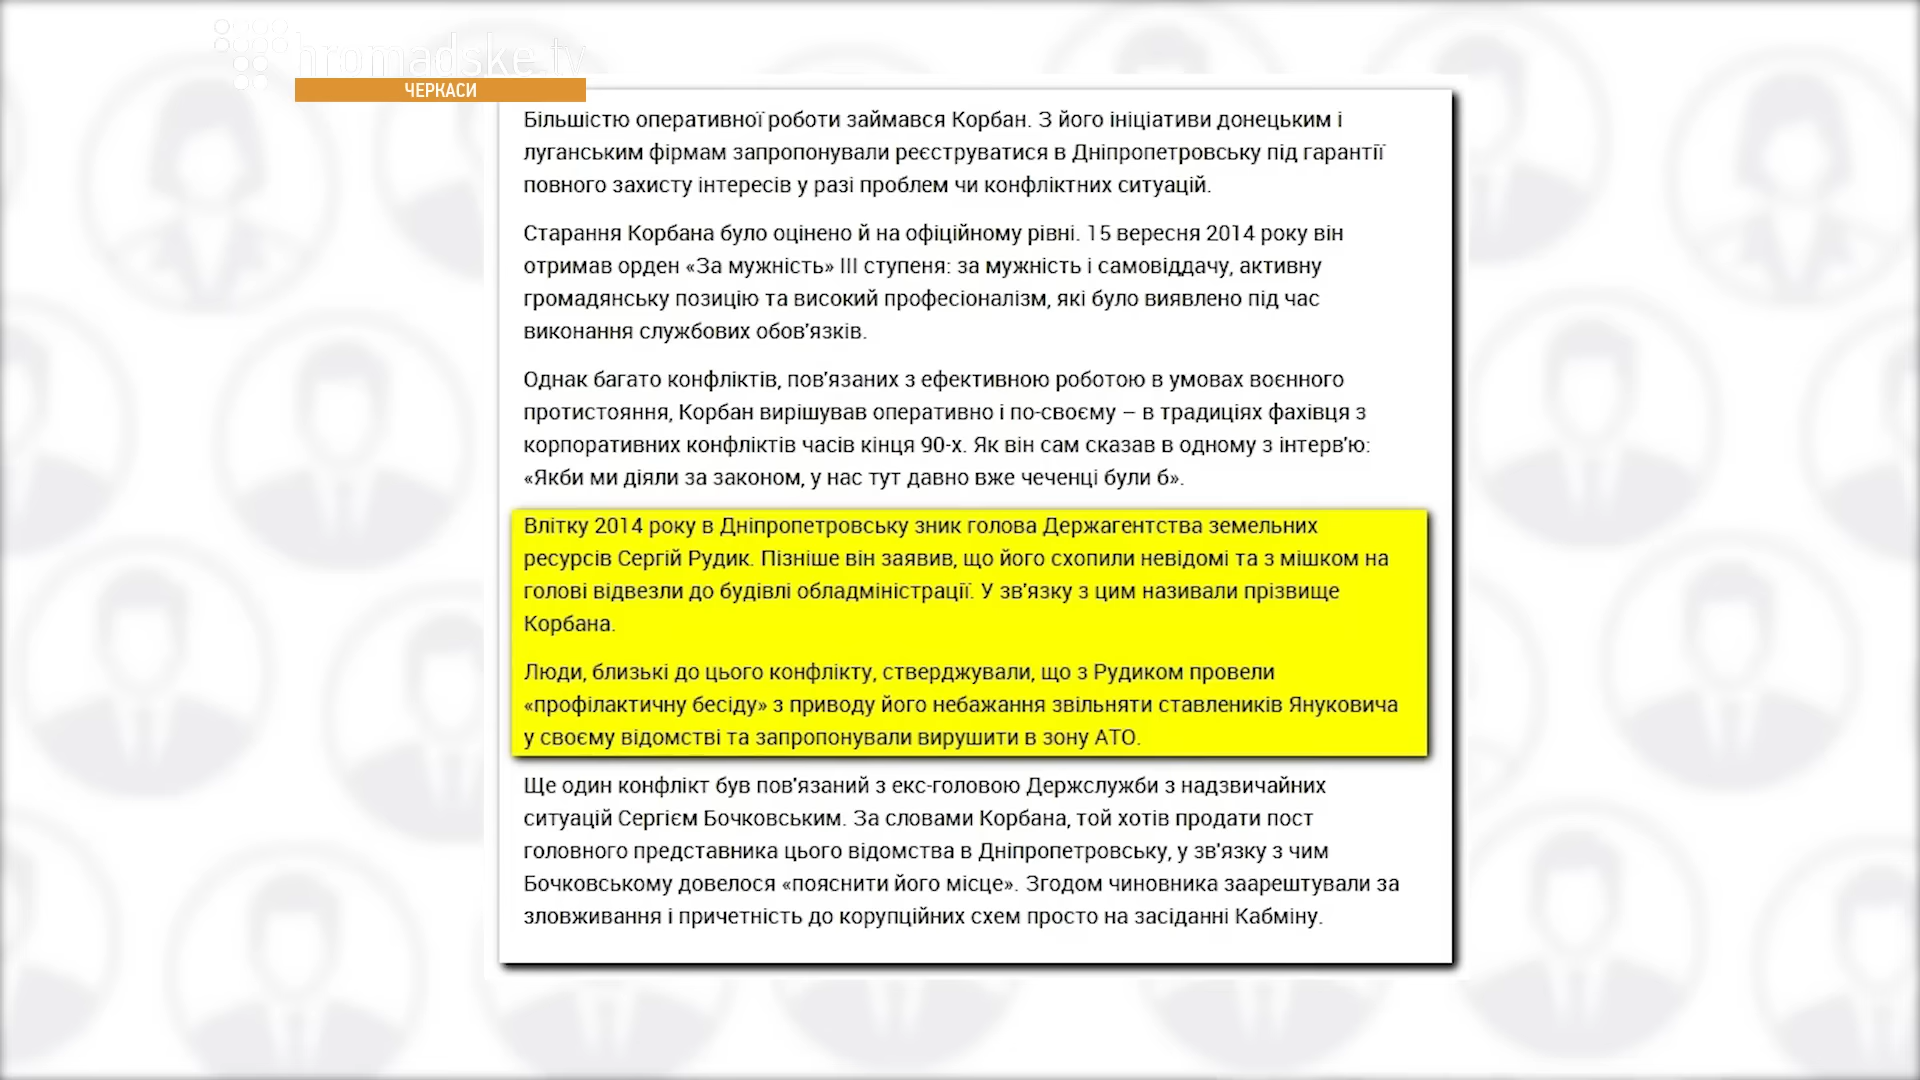 hromadske.tv
ЧЕРКАСИ
Більшістю оперативної роботи займався Корбан. З його ініціативи донецьким і
луганським фірмам запропонували реєструватися в Дніпропетровську під гарантії
повного захисту інтересів у разі проблем чи конфліктних ситуацій.
Старання Корбана було оцінено й на офіційному рівні. 15 вересня 2014 року він
отримав орден «За мужність» III ступеня: за мужність і самовіддачу, активну
громадянську позицію та високий професіоналізм, які було виявлено під час
виконання службових обов’язків.
Однак багато конфліктів, пов’язаних з ефективною роботою в умовах воєнного
протистояння, Корбан вирішував оперативно і по-своєму – в традиціях фахівця з
корпоративних конфліктів часів кінця 90-х. Як він сам сказав в одному з інтерв’ю:
«Якби ми діяли за законом, у нас тут давно вже чеченці були б».
Влітку 2014 року в Дніпропетровську зник голова Держагентства земельних
ресурсів Сергій Рудик. Пізніше він заявив, що його схопили невідомі та з мішком на
голові відвезли до будівлі обладміністрації. У зв’язку з цим називали прізвище
Корбана.
Люди, близькі до цього конфлікту, стверджували, що з Рудиком провели
«профілактичну бесіду» з приводу його небажання звільняти ставлеників Януковича
у своєму відомстві та запропонували вирушити в зону АТО.
Ще один конфлікт був пов’язаний з екс-головою Держслужби з надзвичайних
ситуацій Сергієм Бочковським. За словами Корбана, той хотів продати пост
головного представника цього відомства в Дніпропетровську, у зв’язку з чим
Бочковському довелося «пояснити його місце». Згодом чиновника заарештували за
зловживання і причетність до корупційних схем просто на засіданні Кабміну.